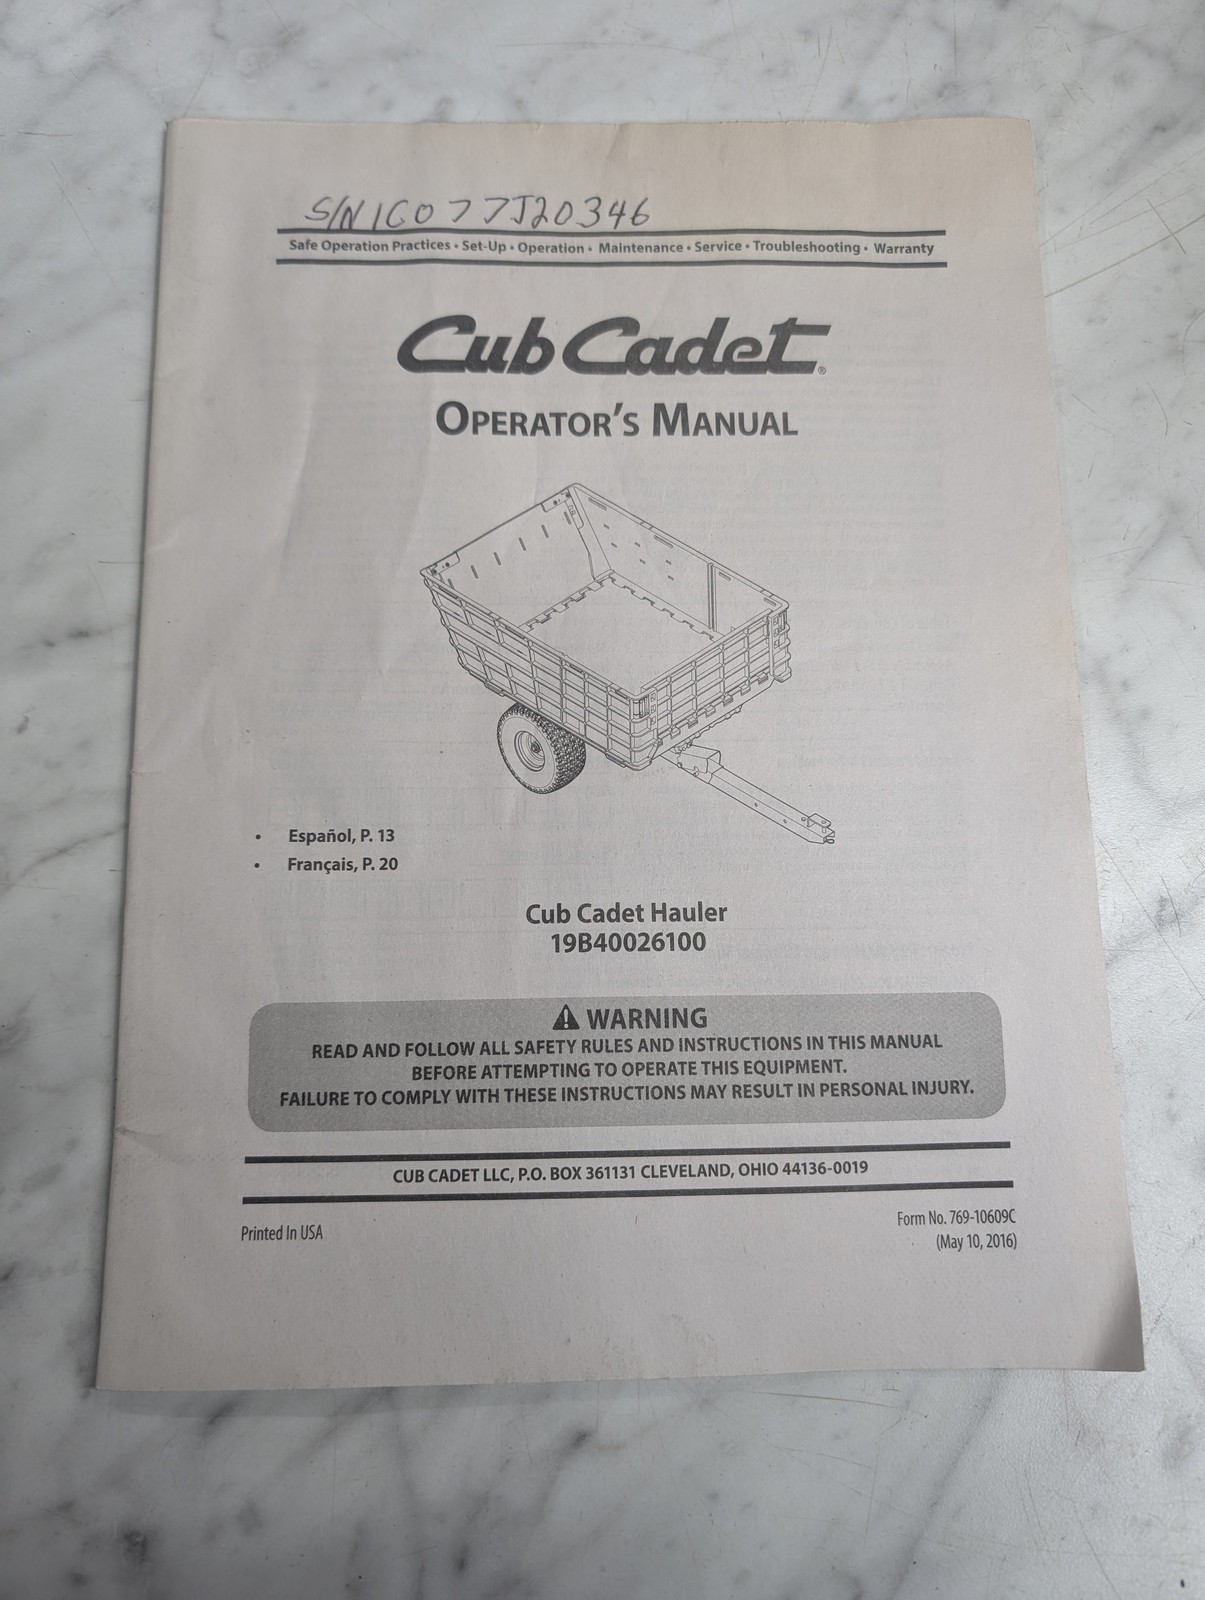 S/N 1C077J20346
Safe Operation Practices • Set-Up • Operation • Maintenance • Service • Troubleshooting • Warranty
Cub Cadet®
OPERATOR'S MANUAL
• Español, P. 13
• Français, P. 20
Cub Cadet Hauler
19B40026100
WARNING
READ AND FOLLOW ALL SAFETY RULES AND INSTRUCTIONS IN THIS MANUAL
BEFORE ATTEMPTING TO OPERATE THIS EQUIPMENT.
FAILURE TO COMPLY WITH THESE INSTRUCTIONS MAY RESULT IN PERSONAL INJURY.
CUB CADET LLC, P.O. BOX 361131 CLEVELAND, OHIO 44136-0019
Printed In USA
Form No. 769-10609C
(May 10, 2016)